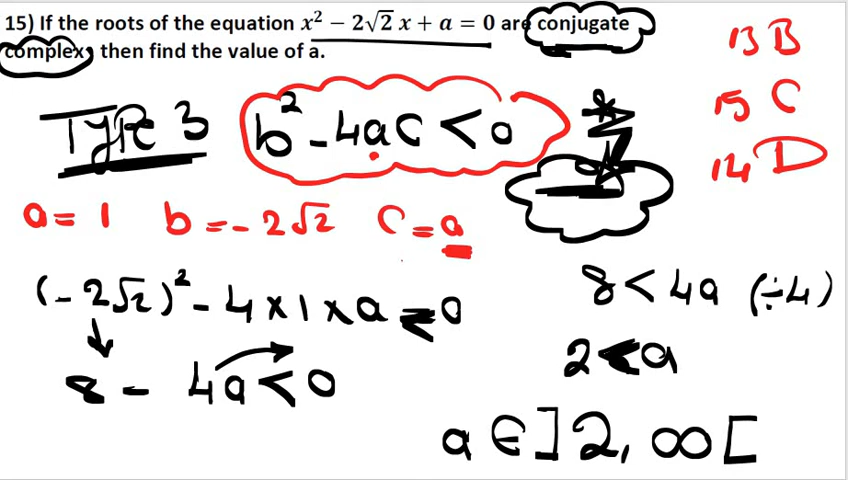 15) If the roots of the equation x² − 2√2 x + a = 0 are conjugate
complex, then find the value of a.
13 B
TYPE 3 b² - 4ac < 0
15 C
14 D
a = 1 b = -2√2 c = a
(-2√2)² - 4 × 1 × a < 0
8 - 4a < 0
8 < 4a (÷4)
2 < a
a ∈ ]2, ∞[